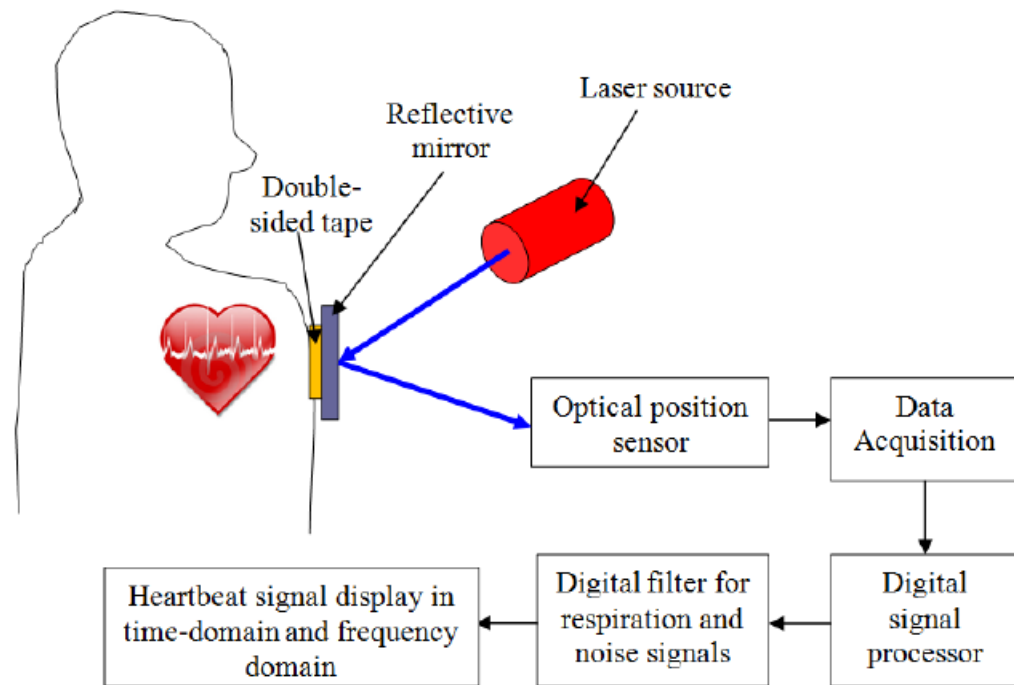 Laser source
Reflective
mirror
Double-
sided tape
Optical position
sensor
Data
Acquisition
Digital
signal
processor
Digital filter for
respiration and
noise signals
Heartbeat signal display in
time-domain and frequency
domain